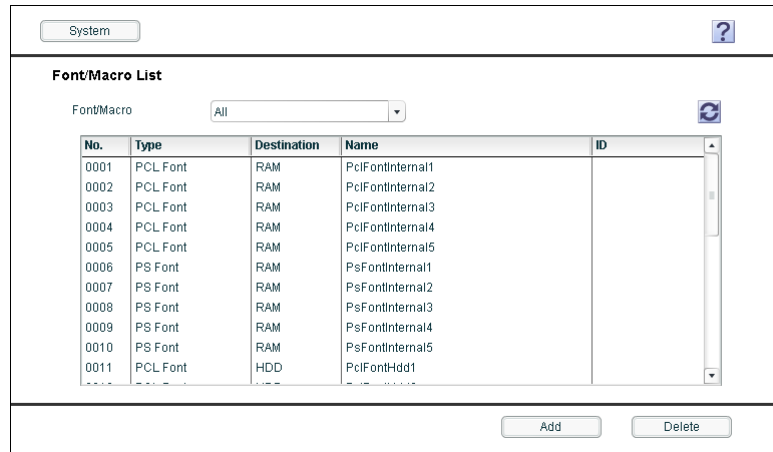 System
?
Font/Macro List
Font/Macro All
No. Type Destination Name ID
0001 PCL Font RAM PclFontInternal1
0002 PCL Font RAM PclFontInternal2
0003 PCL Font RAM PclFontInternal3
0004 PCL Font RAM PclFontInternal4
0005 PCL Font RAM PclFontInternal5
0006 PS Font RAM PsFontInternal1
0007 PS Font RAM PsFontInternal2
0008 PS Font RAM PsFontInternal3
0009 PS Font RAM PsFontInternal4
0010 PS Font RAM PsFontInternal5
0011 PCL Font HDD PclFontHdd1
Add Delete